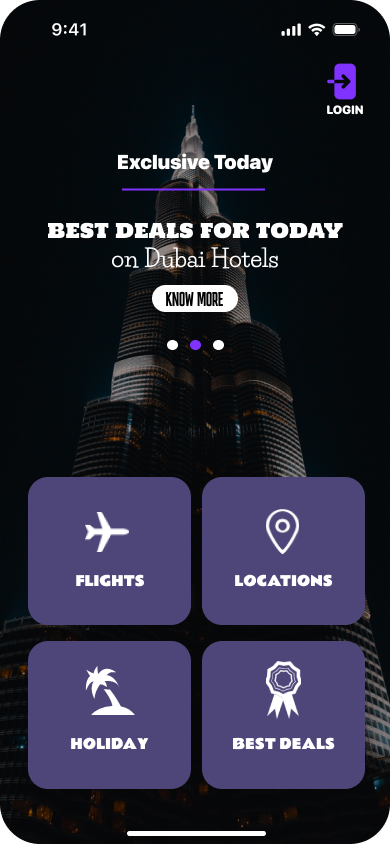 9:41
LOGIN
Exclusive Today
BEST DEALS FOR TODAY
on Dubai Hotels
KNOW MORE
FLIGHTS
LOCATIONS
HOLIDAY
BEST DEALS